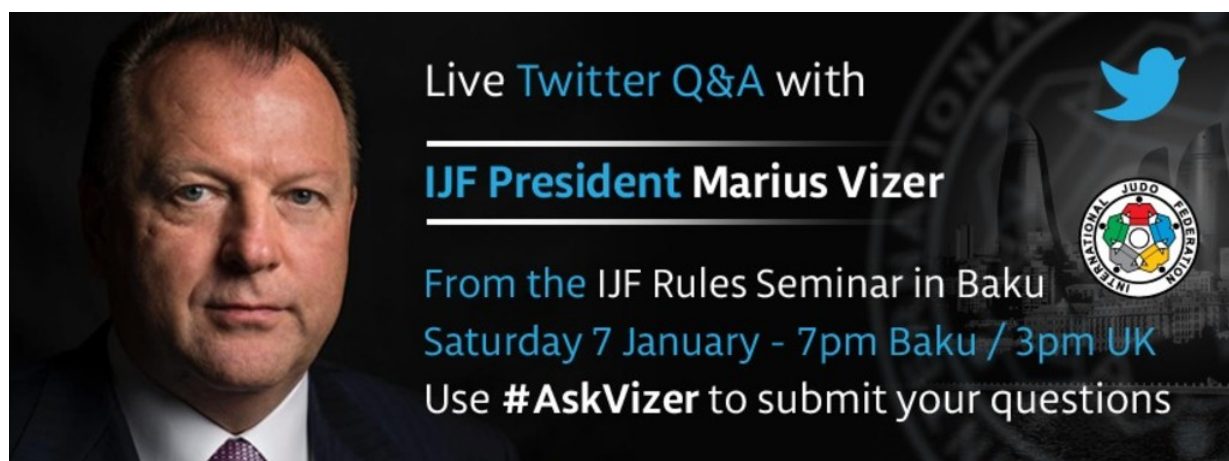 Live Twitter Q&A with
IJF President Marius Vizer
From the IJF Rules Seminar in Baku
Saturday 7 January - 7pm Baku / 3pm UK
Use #AskVizer to submit your questions
INTERNATIONAL JUDO FEDERATION